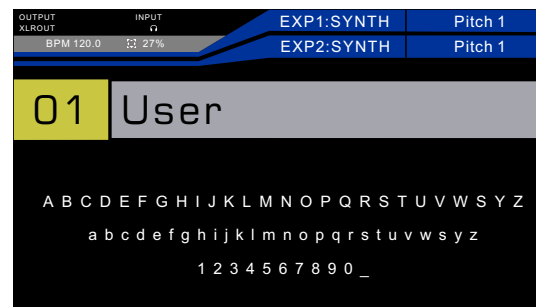 OUTPUT INPUT EXP1:SYNTH Pitch 1
XLROUT
BPM 120.0 27% EXP2:SYNTH Pitch 1
01 User
A B C D E F G H I J K L M N O P Q R S T U V W S Y Z
a b c d e f g h i j k l m n o p q r s t u v w s y z
1 2 3 4 5 6 7 8 9 0 _